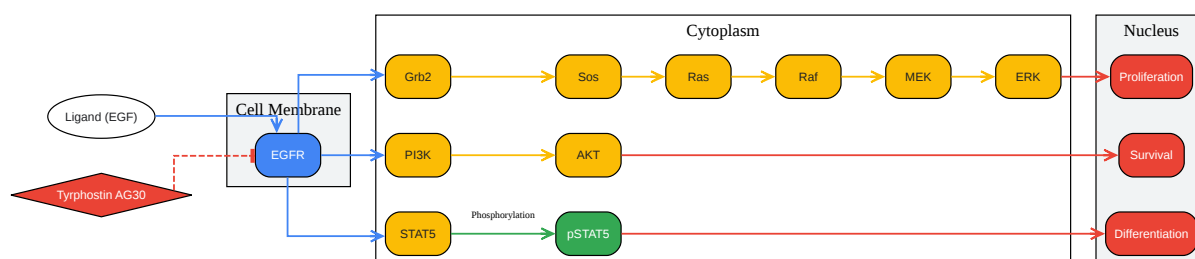 Cytoplasm
Nucleus
Grb2
Sos
Ras
Raf
MEK
ERK
Proliferation
Cell Membrane
Ligand (EGF)
EGFR
PI3K
AKT
Survival
Tyrphostin AG30
Phosphorylation
STAT5
pSTAT5
Differentiation